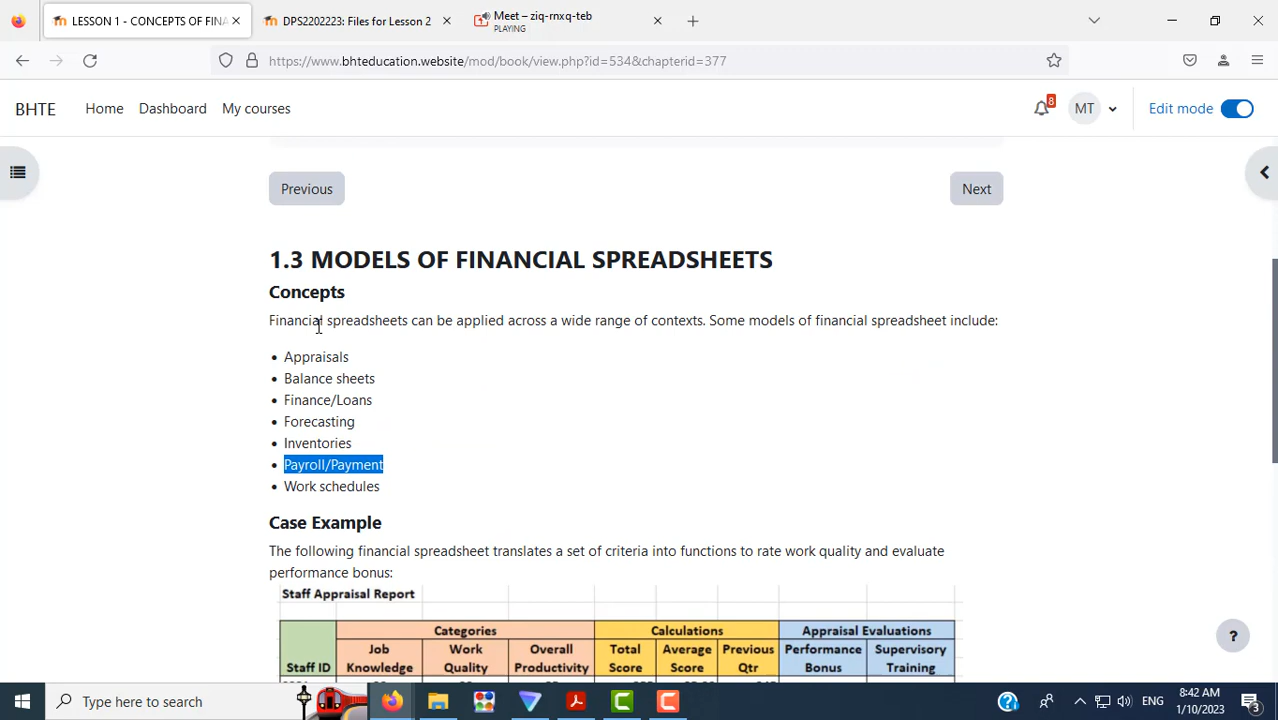 LESSON 1 - CONCEPTS OF FINA
DPS2202223: Files for Lesson 2
Meet – ziq-rnxq-teb
PLAYING
https://www.bhteducation.website/mod/book/view.php?id=534&chapterid=377
BHTE
Home
Dashboard
My courses
8
MT
Edit mode
Previous
Next
1.3 MODELS OF FINANCIAL SPREADSHEETS
Concepts
Financial spreadsheets can be applied across a wide range of contexts. Some models of financial spreadsheet include:
• Appraisals
• Balance sheets
• Finance/Loans
• Forecasting
• Inventories
• Payroll/Payment
• Work schedules
Case Example
The following financial spreadsheet translates a set of criteria into functions to rate work quality and evaluate
performance bonus:
Staff Appraisal Report
Categories Calculations Appraisal Evaluations
Job Work Overall Total Average Previous Performance Supervisory
Staff ID Knowledge Quality Productivity Score Score Qtr Bonus Training
?
Type here to search
ENG
8:42 AM
1/10/2023
3